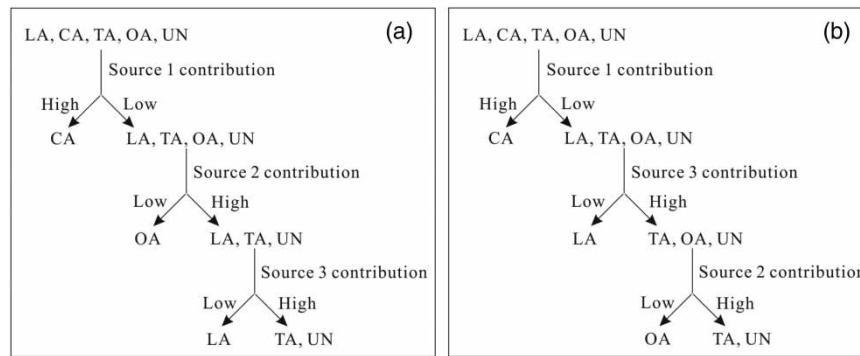 (a)
LA, CA, TA, OA, UN
Source 1 contribution
High Low
CA LA, TA, OA, UN
Source 2 contribution
Low High
OA LA, TA, UN
Source 3 contribution
Low High
LA TA, UN
(b)
LA, CA, TA, OA, UN
Source 1 contribution
High Low
CA LA, TA, OA, UN
Source 3 contribution
Low High
LA TA, OA, UN
Source 2 contribution
Low High
OA TA, UN